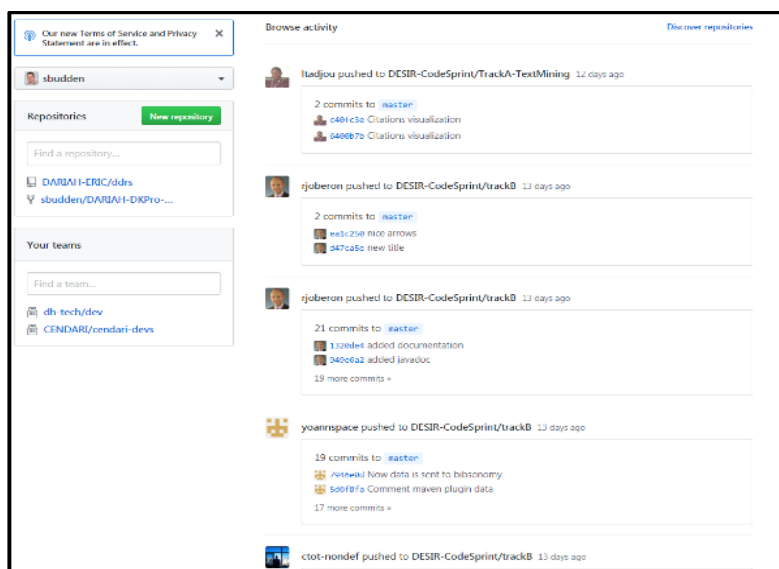 Our new Terms of Service and Privacy
Statement are in effect.
sbudden
Repositories
New repository
Find a repository...
DARIAH-ERIC/ddrs
sbudden/DARIAH-DKPro-...
Your teams
Find a team...
dh-tech/dev
CENDARI/cendari-devs
Browse activity
Discover repositories
ltadjou pushed to DESIR-CodeSprint/TrackA-TextMining 12 days ago
2 commits to master
Citations visualization
Citations visualization
rjoberon pushed to DESIR-CodeSprint/trackB 13 days ago
2 commits to master
ea1c250 nice arrows
d47ca5e new title
rjoberon pushed to DESIR-CodeSprint/trackB 13 days ago
21 commits to master
1320de4 added documentation
949c6a2 added javadoc
19 more commits »
yoannspace pushed to DESIR-CodeSprint/trackB 13 days ago
19 commits to master
Now data is sent to bibsonomy
5d6f8fa Comment maven plugin data
17 more commits »
ctot-nondef pushed to DESIR-CodeSprint/trackB 13 days ago